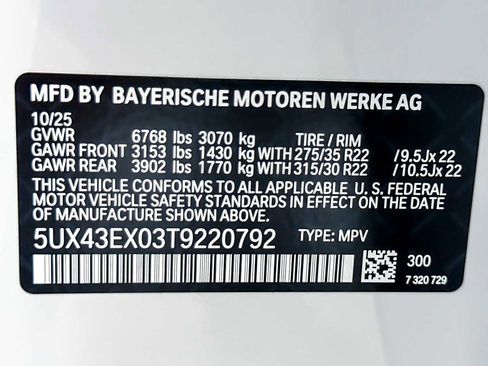 MFD BY BAYERISCHE MOTOREN WERKE AG
10/25
GVWR 6768 lbs 3070 kg TIRE / RIM
GAWR FRONT 3153 lbs 1430 kg WITH 275/35 R22 /9.5Jx 22
GAWR REAR 3902 lbs 1770 kg WITH 315/30 R22 /10.5Jx 22
THIS VEHICLE CONFORMS TO ALL APPLICABLE U. S. FEDERAL
MOTOR VEHICLE SAFETY STANDARDS IN EFFECT ON THE
DATE OF MANUFACTURE SHOWN ABOVE.
5UX43EX03T9220792 TYPE: MPV
300
7 320 729